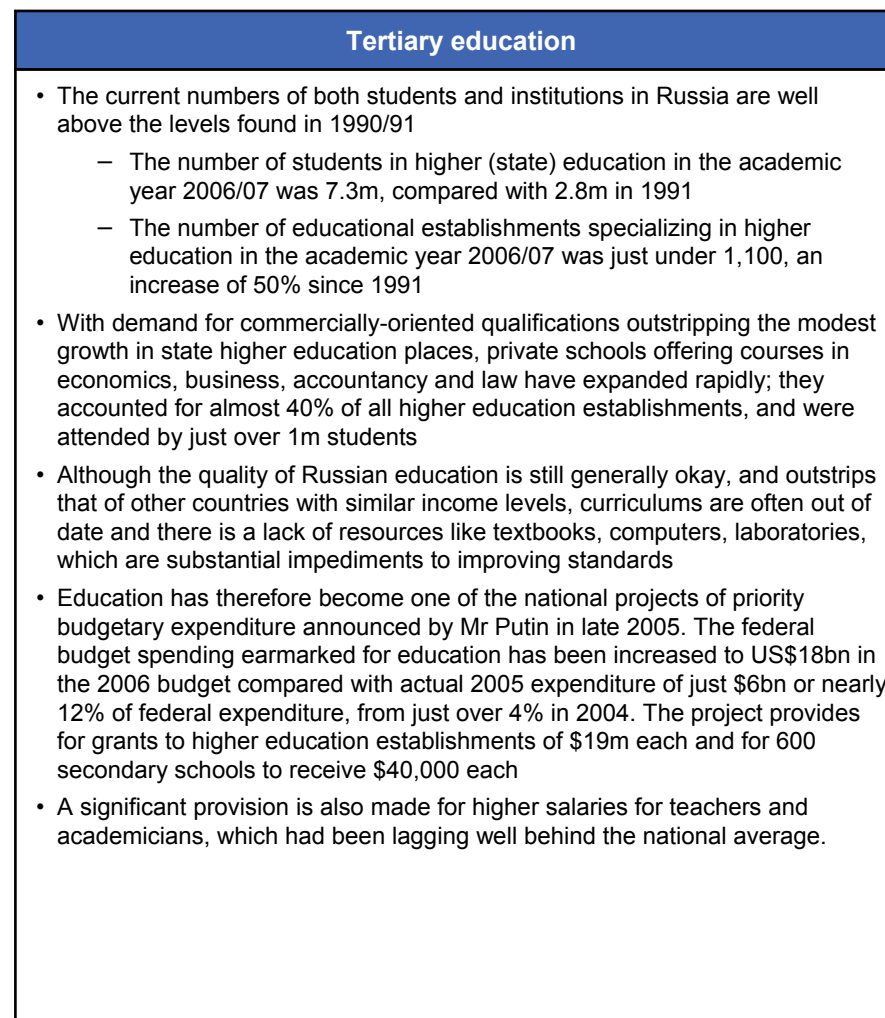 Tertiary education
• The current numbers of both students and institutions in Russia are well
above the levels found in 1990/91
– The number of students in higher (state) education in the academic
year 2006/07 was 7.3m, compared with 2.8m in 1991
– The number of educational establishments specializing in higher
education in the academic year 2006/07 was just under 1,100, an
increase of 50% since 1991
• With demand for commercially-oriented qualifications outstripping the modest
growth in state higher education places, private schools offering courses in
economics, business, accountancy and law have expanded rapidly; they
accounted for almost 40% of all higher education establishments, and were
attended by just over 1m students
• Although the quality of Russian education is still generally okay, and outstrips
that of other countries with similar income levels, curriculums are often out of
date and there is a lack of resources like textbooks, computers, laboratories,
which are substantial impediments to improving standards
• Education has therefore become one of the national projects of priority
budgetary expenditure announced by Mr Putin in late 2005. The federal
budget spending earmarked for education has been increased to US$18bn in
the 2006 budget compared with actual 2005 expenditure of just $6bn or nearly
12% of federal expenditure, from just over 4% in 2004. The project provides
for grants to higher education establishments of $19m each and for 600
secondary schools to receive $40,000 each
• A significant provision is also made for higher salaries for teachers and
academicians, which had been lagging well behind the national average.